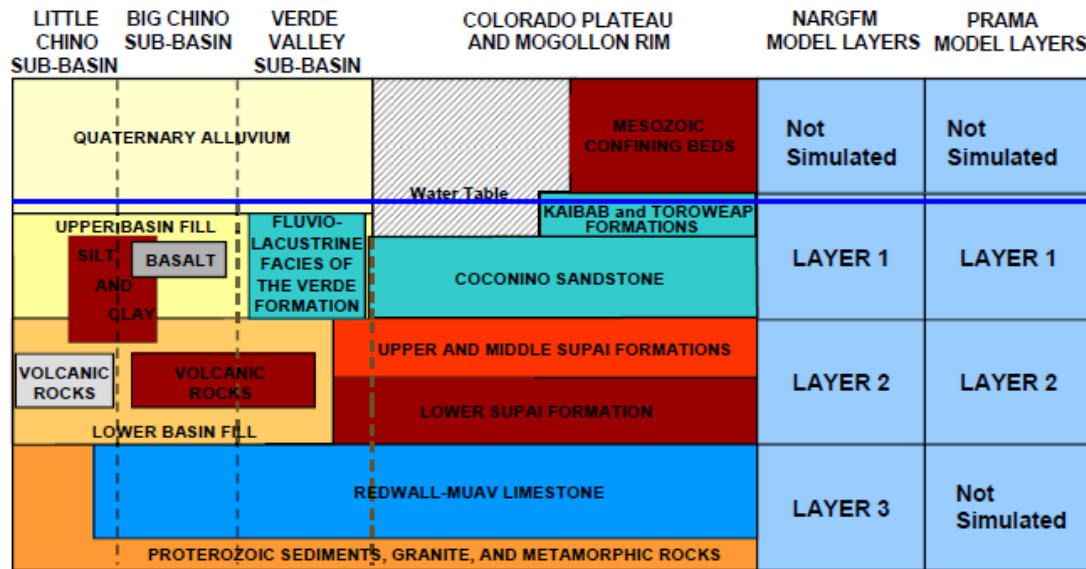 LITTLE
CHINO
SUB-BASIN
BIG CHINO
SUB-BASIN
VERDE
VALLEY
SUB-BASIN
COLORADO PLATEAU
AND MOGOLLON RIM
NARGFM
MODEL LAYERS
PRAMA
MODEL LAYERS
QUATERNARY ALLUVIUM
MESOZOIC
CONFINING BEDS
Not
Simulated
Not
Simulated
Water Table
UPPER BASIN FILL
SILT
AND
CLAY
BASALT
FLUVIO-
LACUSTRINE
FACIES OF
THE VERDE
FORMATION
KAIBAB and TOROWEAP
FORMATIONS
COCONINO SANDSTONE
LAYER 1
LAYER 1
VOLCANIC
ROCKS
VOLCANIC
ROCKS
LOWER BASIN FILL
UPPER AND MIDDLE SUPAI FORMATIONS
LOWER SUPAI FORMATION
LAYER 2
LAYER 2
REDWALL-MUAV LIMESTONE
LAYER 3
Not
Simulated
PROTEROZOIC SEDIMENTS, GRANITE, AND METAMORPHIC ROCKS